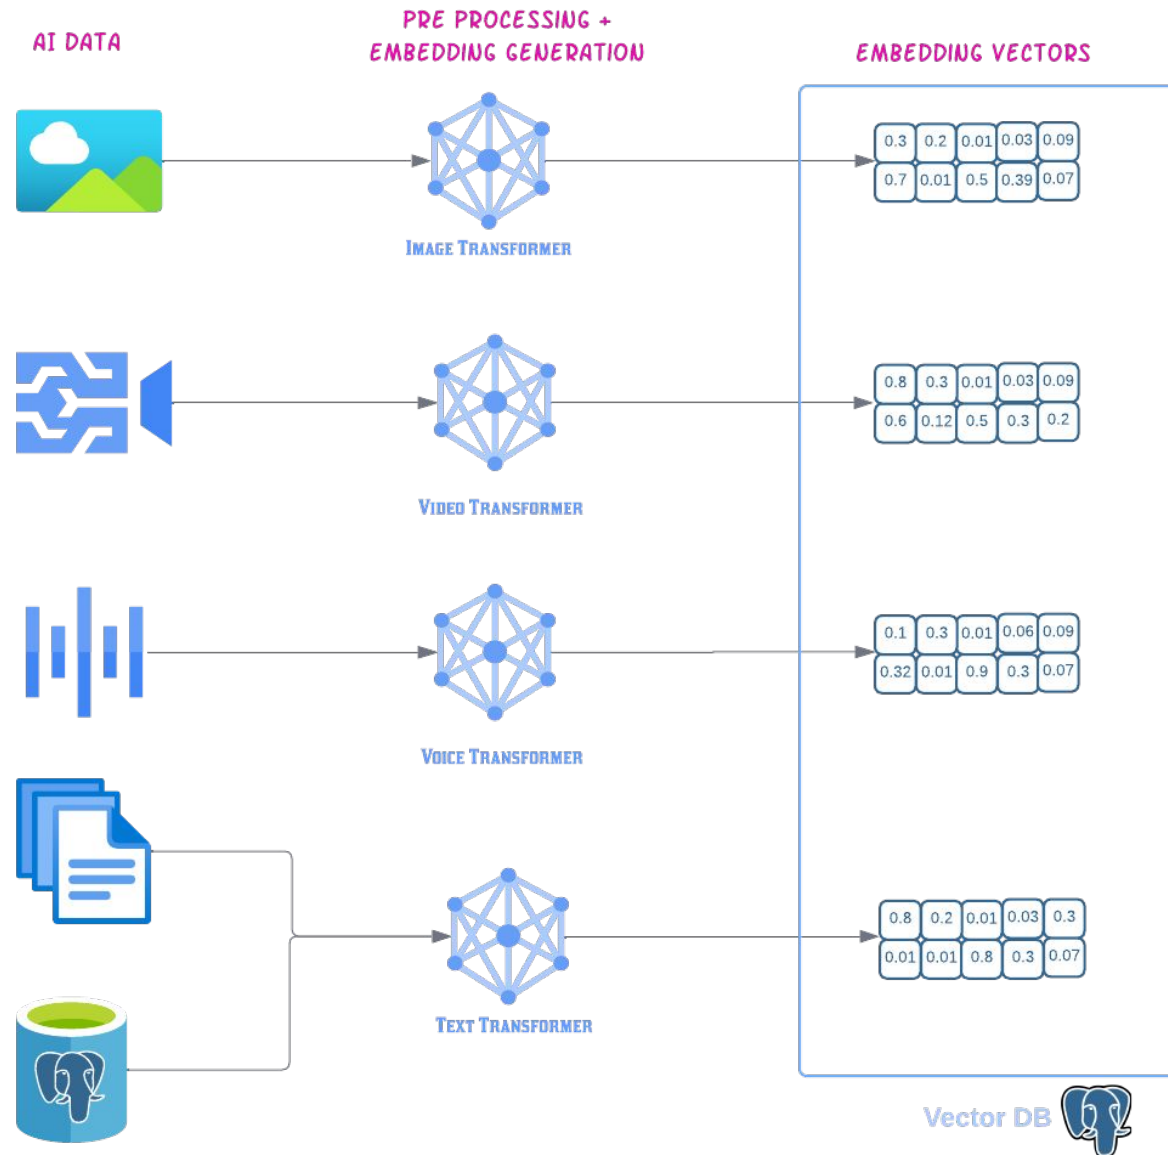 AI DATA
PRE PROCESSING +
EMBEDDING GENERATION
EMBEDDING VECTORS
0.3 0.2 0.01 0.03 0.09
0.7 0.01 0.5 0.39 0.07
IMAGE TRANSFORMER
0.8 0.3 0.01 0.03 0.09
0.6 0.12 0.5 0.3 0.2
VIDEO TRANSFORMER
0.1 0.3 0.01 0.06 0.09
0.32 0.01 0.9 0.3 0.07
VOICE TRANSFORMER
0.8 0.2 0.01 0.03 0.3
0.01 0.01 0.8 0.3 0.07
TEXT TRANSFORMER
Vector DB